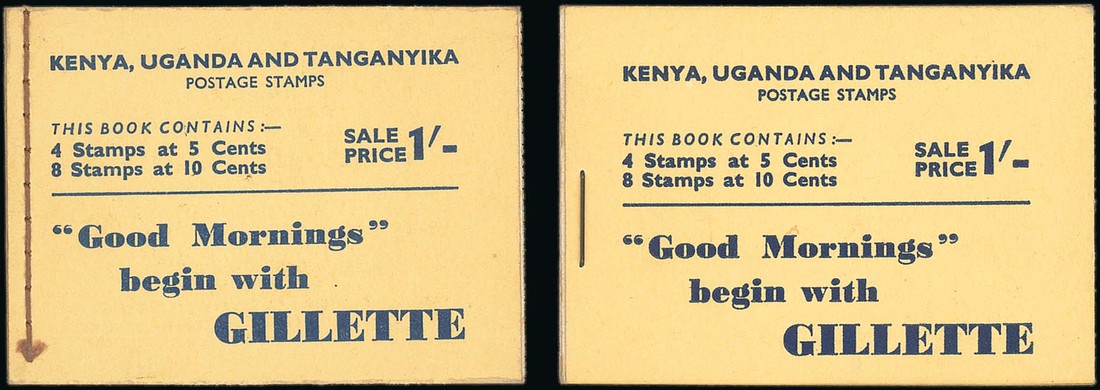 KENYA, UGANDA AND TANGANYIKA
POSTAGE STAMPS
THIS BOOK CONTAINS :—
4 Stamps at 5 Cents
8 Stamps at 10 Cents
SALE
PRICE 1/-
“Good Mornings”
begin with
GILLETTE
KENYA, UGANDA AND TANGANYIKA
POSTAGE STAMPS
THIS BOOK CONTAINS :—
4 Stamps at 5 Cents
8 Stamps at 10 Cents
SALE
PRICE 1/-
“Good Mornings”
begin with
GILLETTE